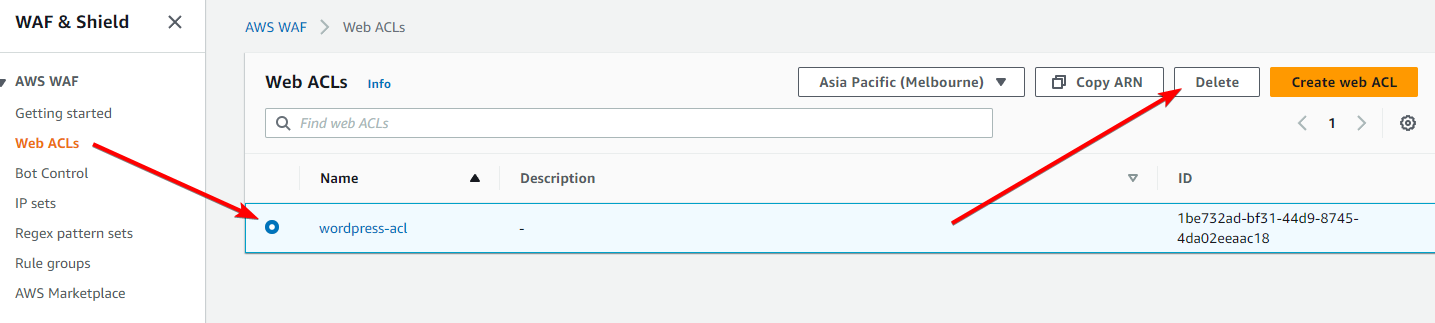 WAF & Shield
AWS WAF
Getting started
Web ACLs
Bot Control
IP sets
Regex pattern sets
Rule groups
AWS Marketplace
AWS WAF > Web ACLs
Web ACLs Info Asia Pacific (Melbourne) Copy ARN Delete Create web ACL
Find web ACLs 1
Name Description ID
wordpress-acl - 1be732ad-bf31-44d9-8745-
4da02eeaac18